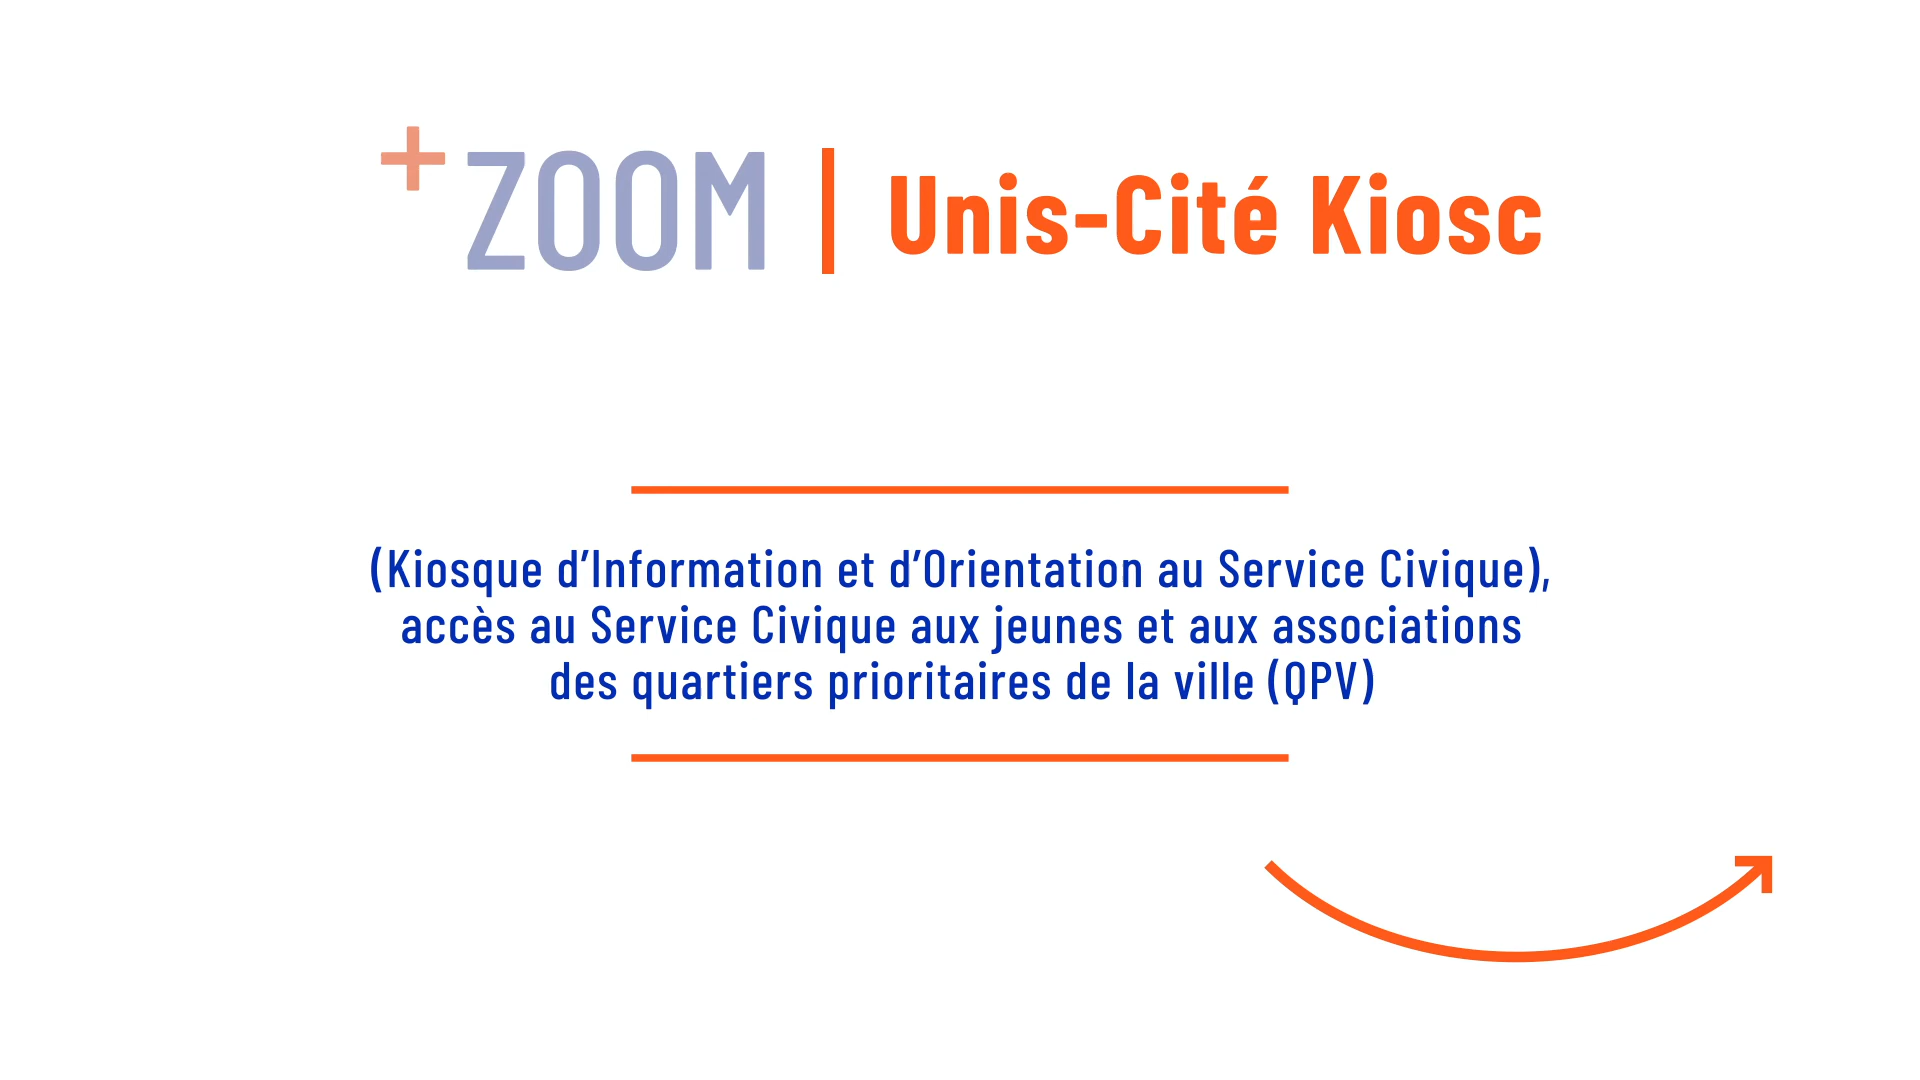 +ZOOM | Unis-Cité Kiosc
(Kiosque d’Information et d’Orientation au Service Civique),
accès au Service Civique aux jeunes et aux associations
des quartiers prioritaires de la ville (QPV)